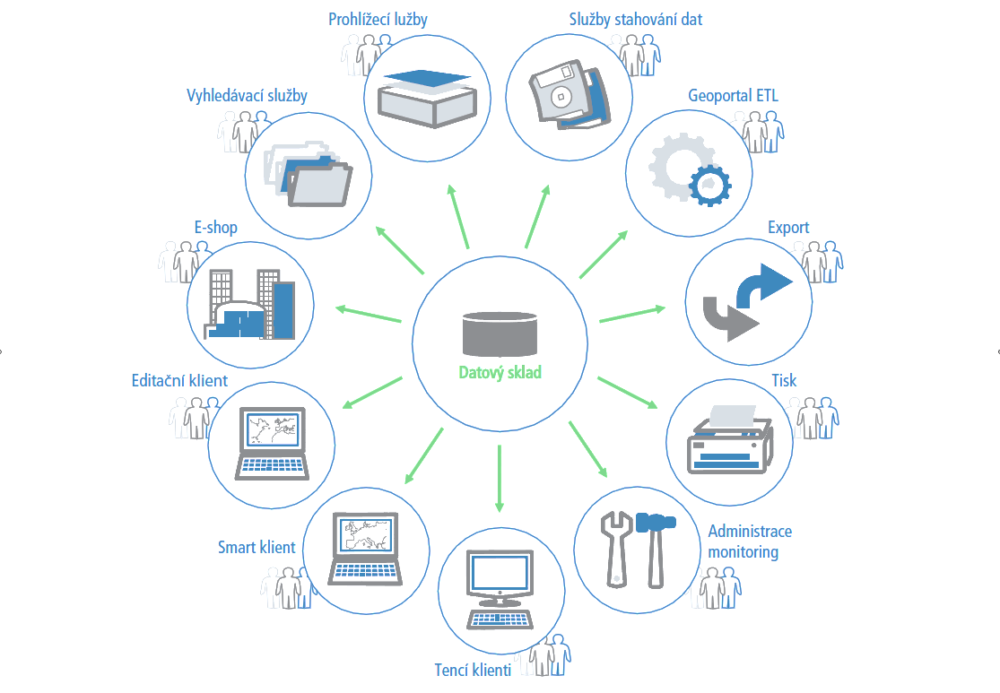 Prohlížecí lužby
Služby stahování dat
Vyhledávací služby
Geoportal ETL
E-shop
Export
Datový sklad
Editační klient
Tisk
Smart klient
Administrace
monitoring
Tencí klienti